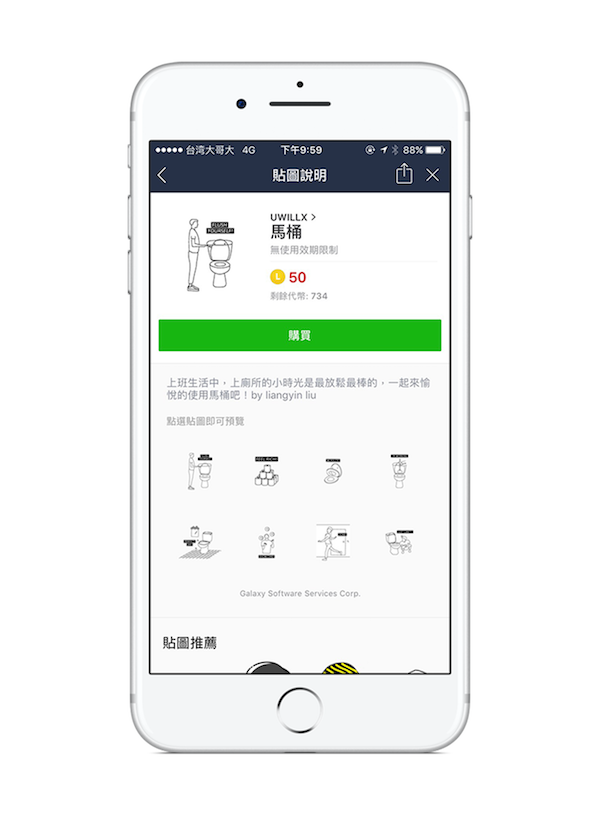 台湾大哥大 4G 下午9:59 88%
貼圖說明
UWILLX >
馬桶
無使用效期限制
L 50
剩餘代幣: 734
購買
上班生活中，上廁所的小時光是最放鬆最棒的，一起來愉
悅的使用馬桶吧！by liangyin liu
點選貼圖即可預覽
FLUSH
YOURSELF!
FEEL RICH!
Galaxy Software Services Corp.
貼圖推薦